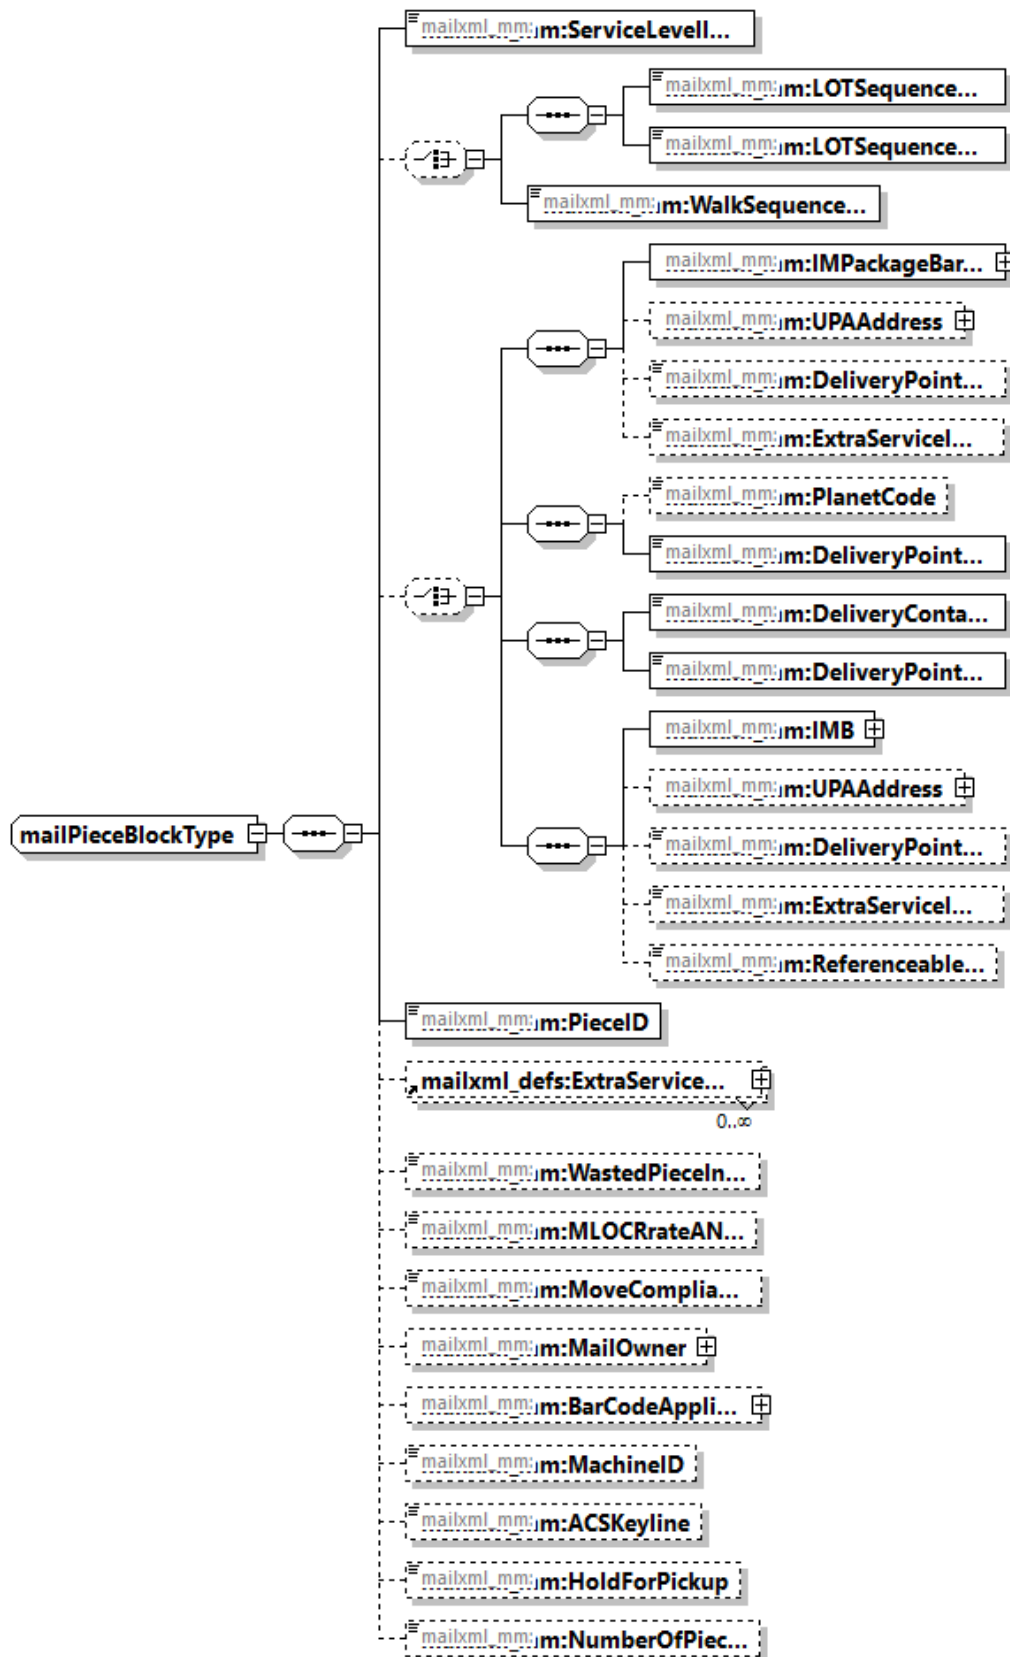 mailxml_mm:m:ServiceLevelI...
mailxml_mm:m:LOTSequence...
mailxml_mm:m:LOTSequence...
mailxml_mm:m:WalkSequence...
mailxml_mm:m:IMPackageBar...
mailxml_mm:m:UPAAddress
mailxml_mm:m:DeliveryPoint...
mailxml_mm:m:ExtraServiceI...
mailxml_mm:m:PlanetCode
mailxml_mm:m:DeliveryPoint...
mailxml_mm:m:DeliveryConta...
mailxml_mm:m:DeliveryPoint...
mailxml_mm:m:IMB
mailxml_mm:m:UPAAddress
mailPieceBlockType
mailxml_mm:m:DeliveryPoint...
mailxml_mm:m:ExtraServiceI...
mailxml_mm:m:Referenceable...
mailxml_mm:m:PieceID
mailxml_defs:ExtraService...
0..∞
mailxml_mm:m:WastedPieceIn...
mailxml_mm:m:MLOCRrateAN...
mailxml_mm:m:MoveComplia...
mailxml_mm:m:MailOwner
mailxml_mm:m:BarCodeAppli...
mailxml_mm:m:MachineID
mailxml_mm:m:ACSKeyline
mailxml_mm:m:HoldForPickup
mailxml_mm:m:NumberOfPiec...